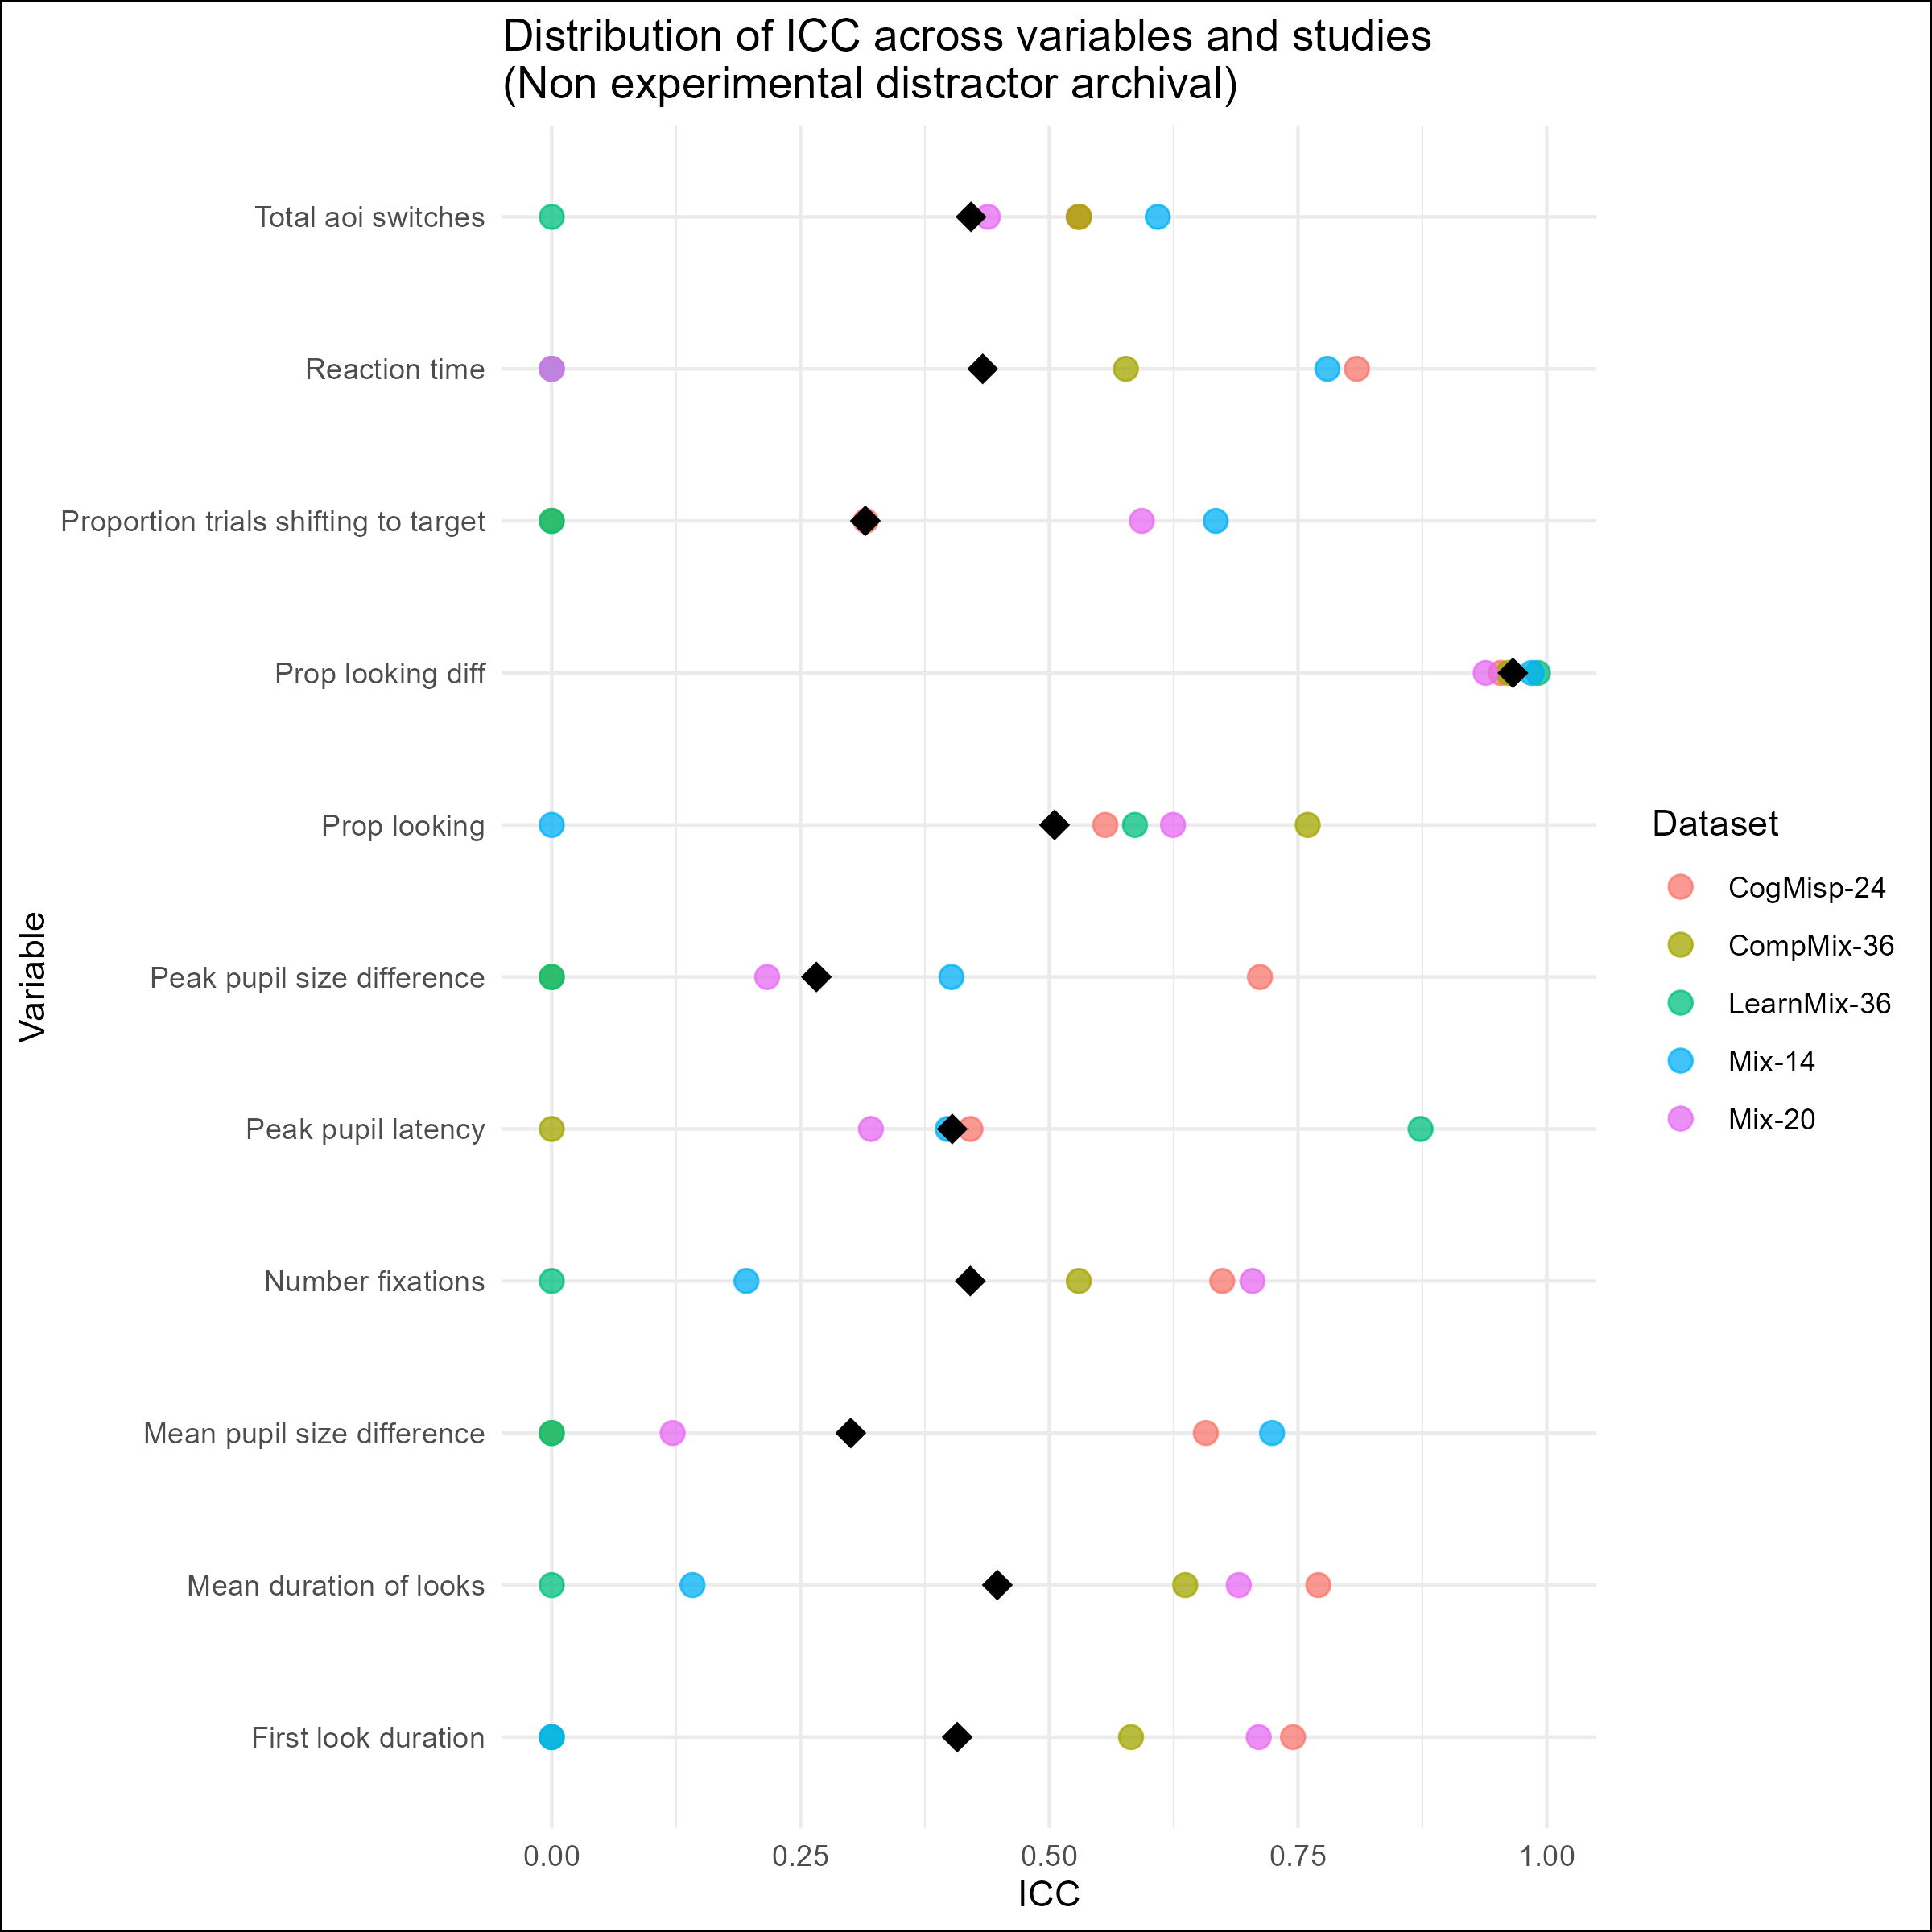 Distribution of ICC across variables and studies
(Non experimental distractor archival)
Variable
Total aoi switches
Reaction time
Proportion trials shifting to target
Prop looking diff
Prop looking
Peak pupil size difference
Peak pupil latency
Number fixations
Mean pupil size difference
Mean duration of looks
First look duration
0.00 0.25 0.50 0.75 1.00
ICC
Dataset
CogMisp-24
CompMix-36
LearnMix-36
Mix-14
Mix-20